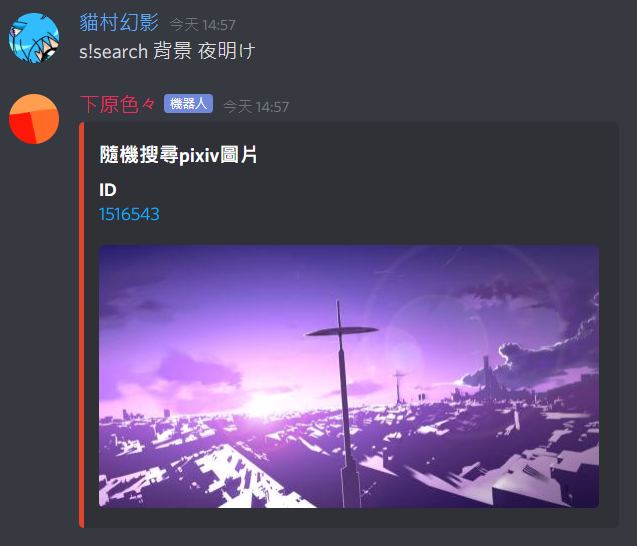 貓村幻影 今天 14:57
s!search 背景 夜明け
下原色々 機器人 今天 14:57
隨機搜尋pixiv圖片
ID
1516543